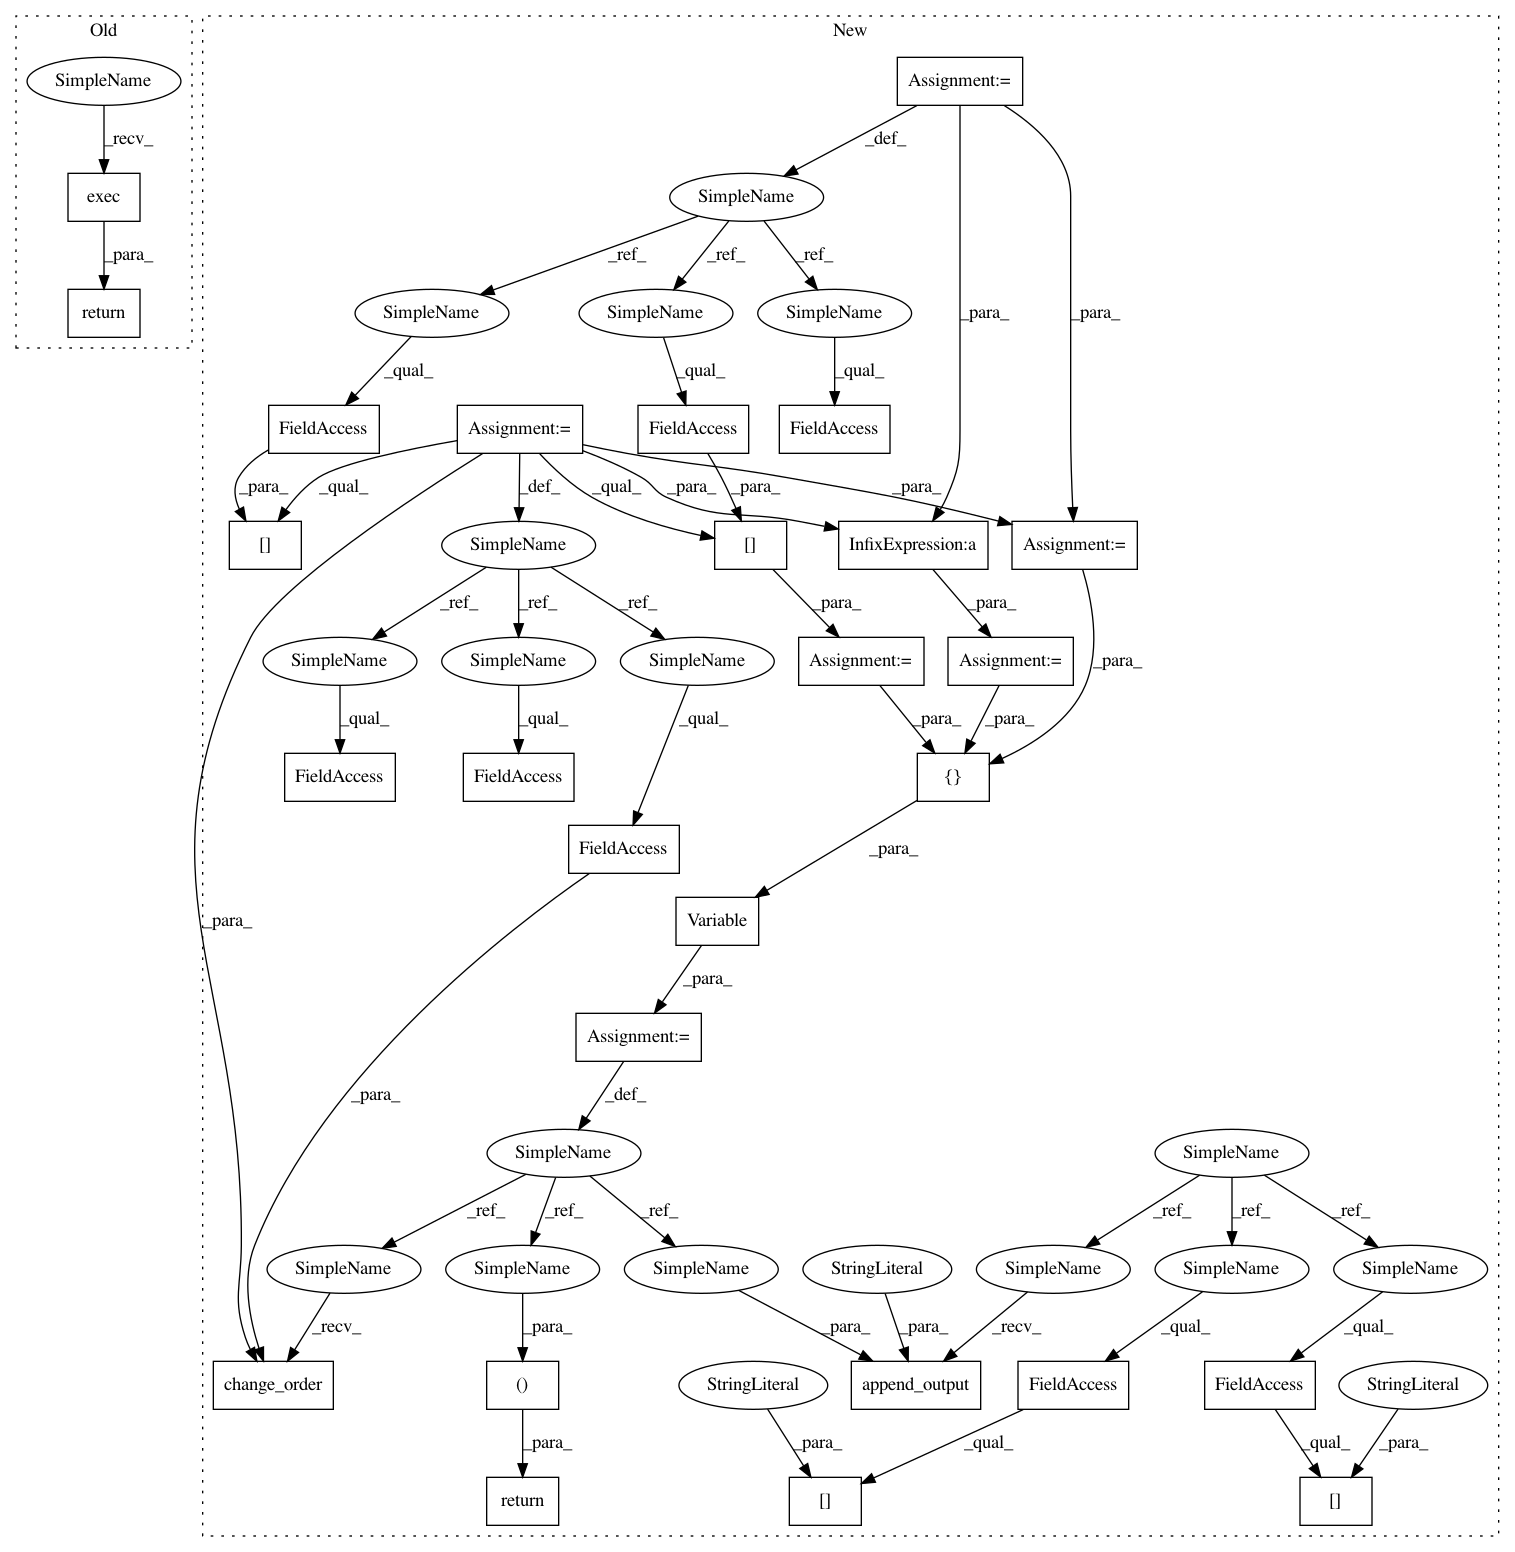 Old
New
SimpleName
Assignment:=
_recv_
_def_
exec
SimpleName
_para_
_ref_
_ref_
_ref_
_para_
_para_
return
SimpleName
SimpleName
SimpleName
_qual_
_qual_
_qual_
FieldAccess
Assignment:=
FieldAccess
FieldAccess
_para_
_qual_
_def_
_qual_
_para_
_para_
_para_
[]
SimpleName
[]
InfixExpression:a
Assignment:=
_ref_
_ref_
_ref_
_para_
_para_
SimpleName
SimpleName
SimpleName
Assignment:=
Assignment:=
_para_
_qual_
_qual_
_qual_
_para_
_para_
FieldAccess
FieldAccess
{}
FieldAccess
_para_
_para_
Variable
_para_
Assignment:=
_para_
_def_
SimpleName
SimpleName
_ref_
_ref_
_ref_
_ref_
_ref_
_ref_
SimpleName
SimpleName
SimpleName
StringLiteral
SimpleName
SimpleName
SimpleName
_recv_
_para_
_para_
_para_
_recv_
_qual_
_qual_
change_order
()
StringLiteral
append_output
FieldAccess
FieldAccess
StringLiteral
_para_
_para_
_qual_
_qual_
_para_
return
[]
[]